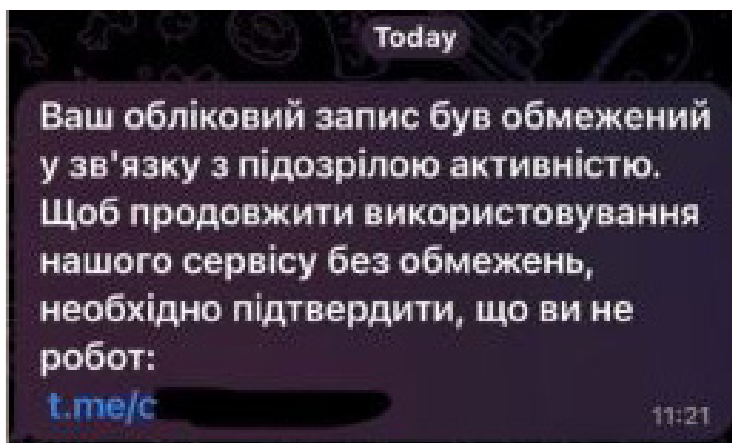 Today
Ваш обліковий запис був обмежений
у зв'язку з підозрілою активністю.
Щоб продовжити використовування
нашого сервісу без обмежень,
необхідно підтвердити, що ви не
робот:
t.me/c
11:21